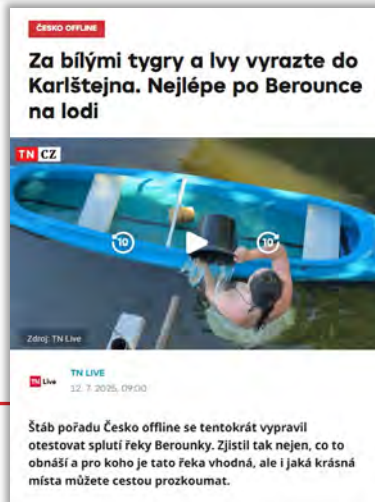 ČESKO OFFLINE
Za bílými tygry a lvy vyrazte do
Karlštejna. Nejlépe po Berounce
na lodi
TN CZ
10
10
Zdroj: TN Live
TN Live
TN LIVE
12. 7. 2025, 09:00
Štáb pořadu Česko offline se tentokrát vypravil
otestovat splutí řeky Berounky. Zjistil tak nejen, co to
obnáší a pro koho je tato řeka vhodná, ale i jaká krásná
místa můžete cestou prozkoumat.